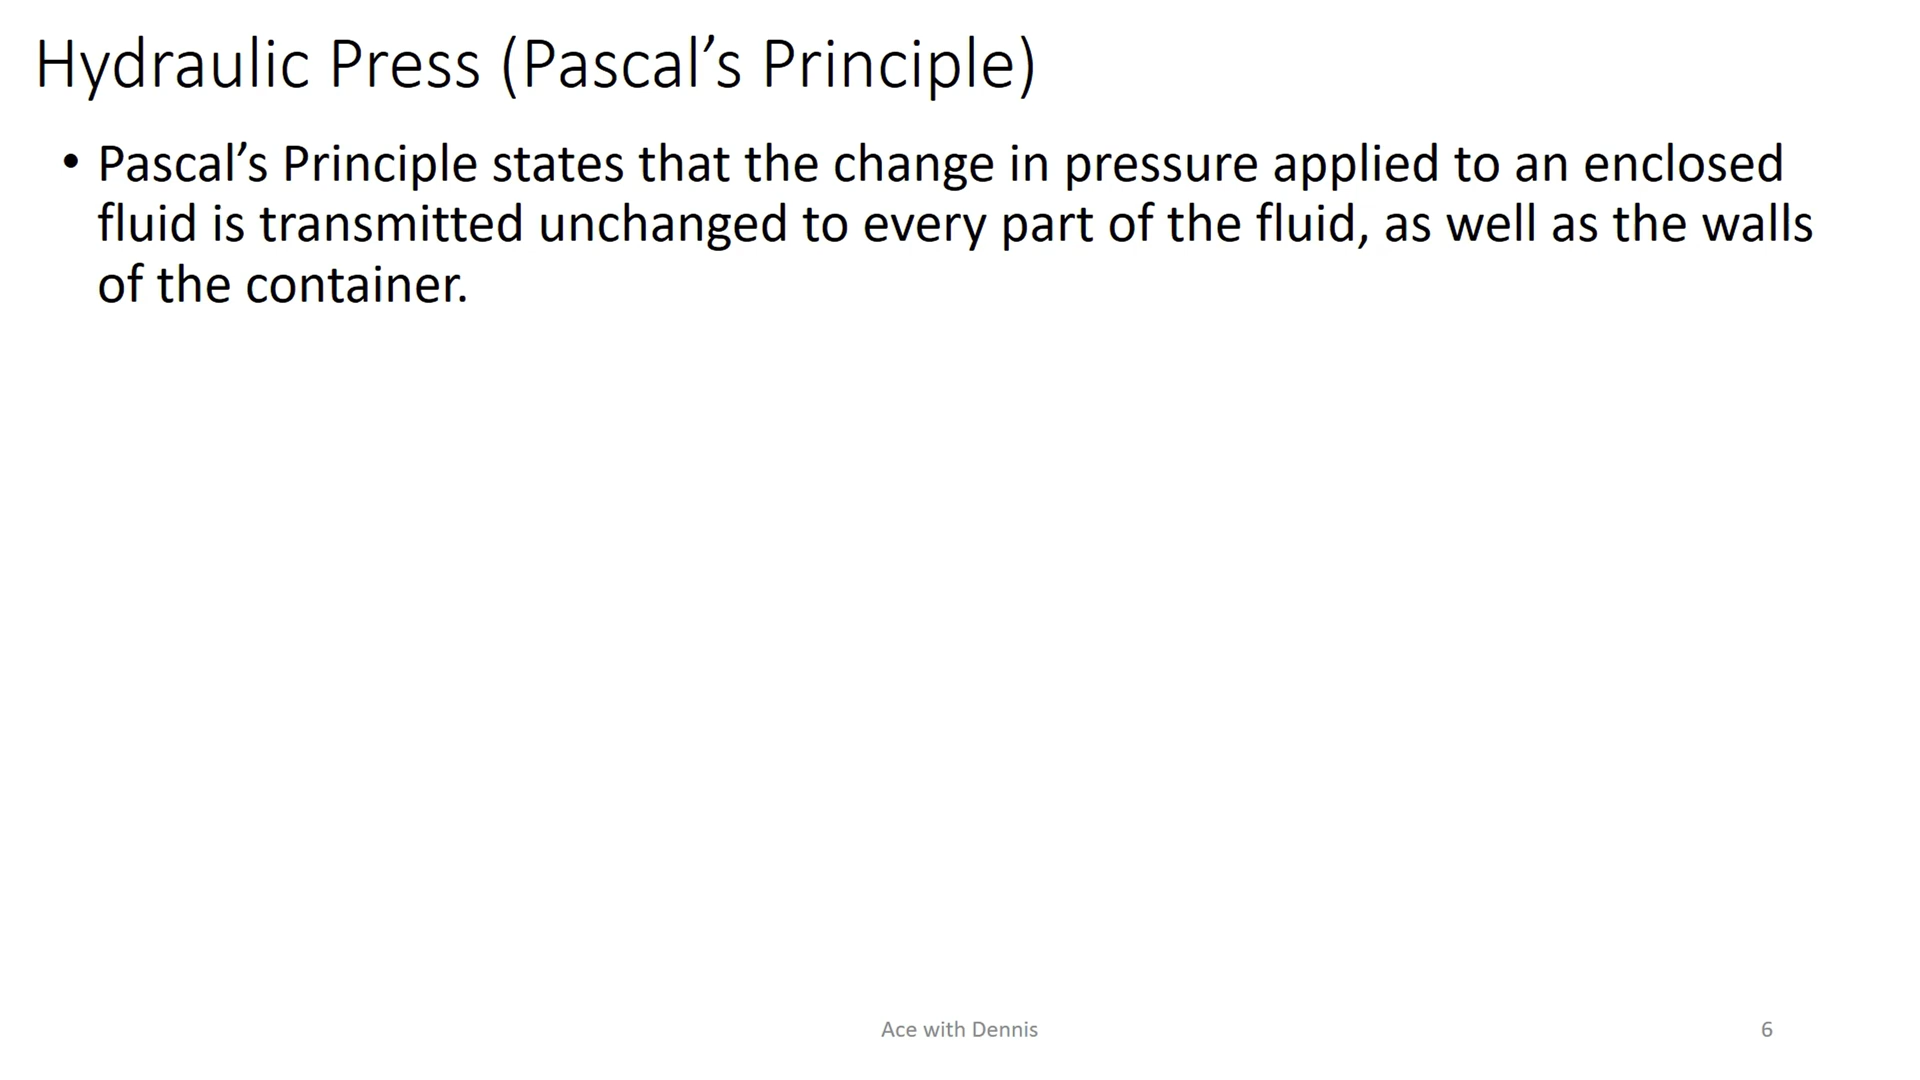 Hydraulic Press (Pascal’s Principle)
• Pascal’s Principle states that the change in pressure applied to an enclosed
fluid is transmitted unchanged to every part of the fluid, as well as the walls
of the container.
Ace with Dennis
6